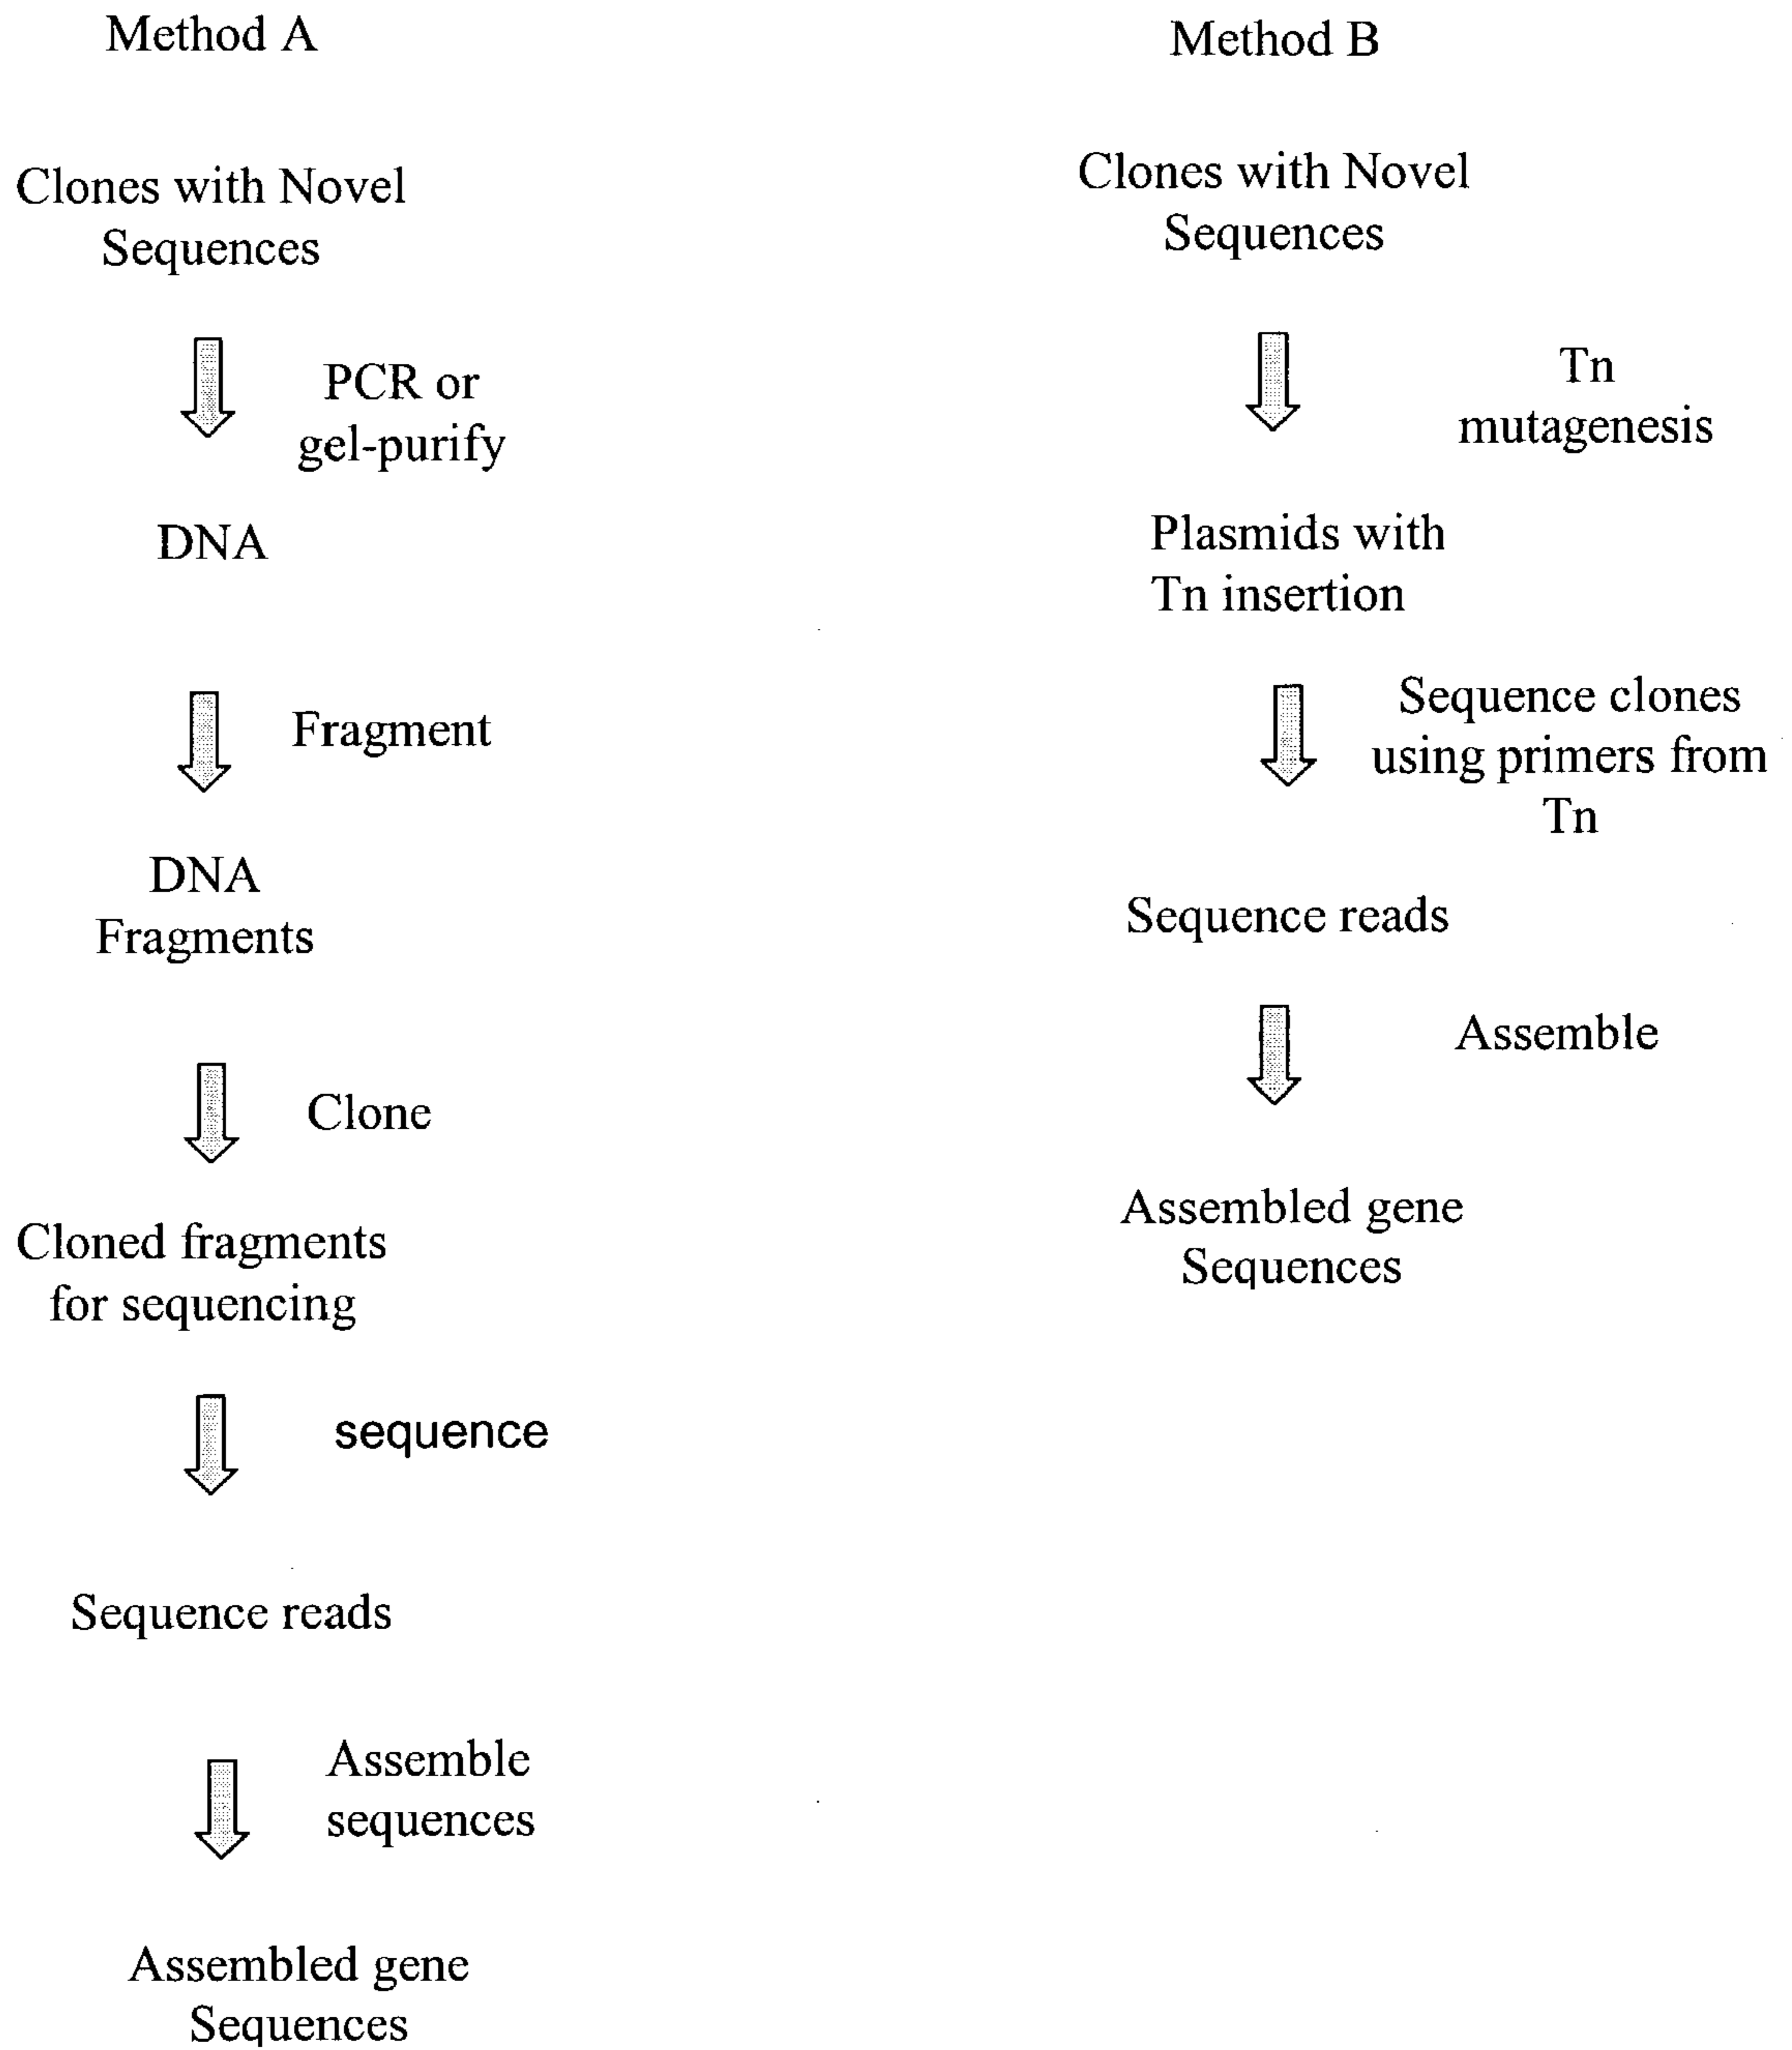 Method A
Clones with Novel
Sequences
PCR or
gel-purify
DNA
Fragment
DNA
Fragments
Clone
Cloned fragments
for sequencing
sequence
Sequence reads
Assemble
sequences
Assembled gene
Sequences
Method B
Clones with Novel
Sequences
Tn
mutagenesis
Plasmids with
Tn insertion
Sequence clones
using primers from
Tn
Sequence reads
Assemble
Assembled gene
Sequences